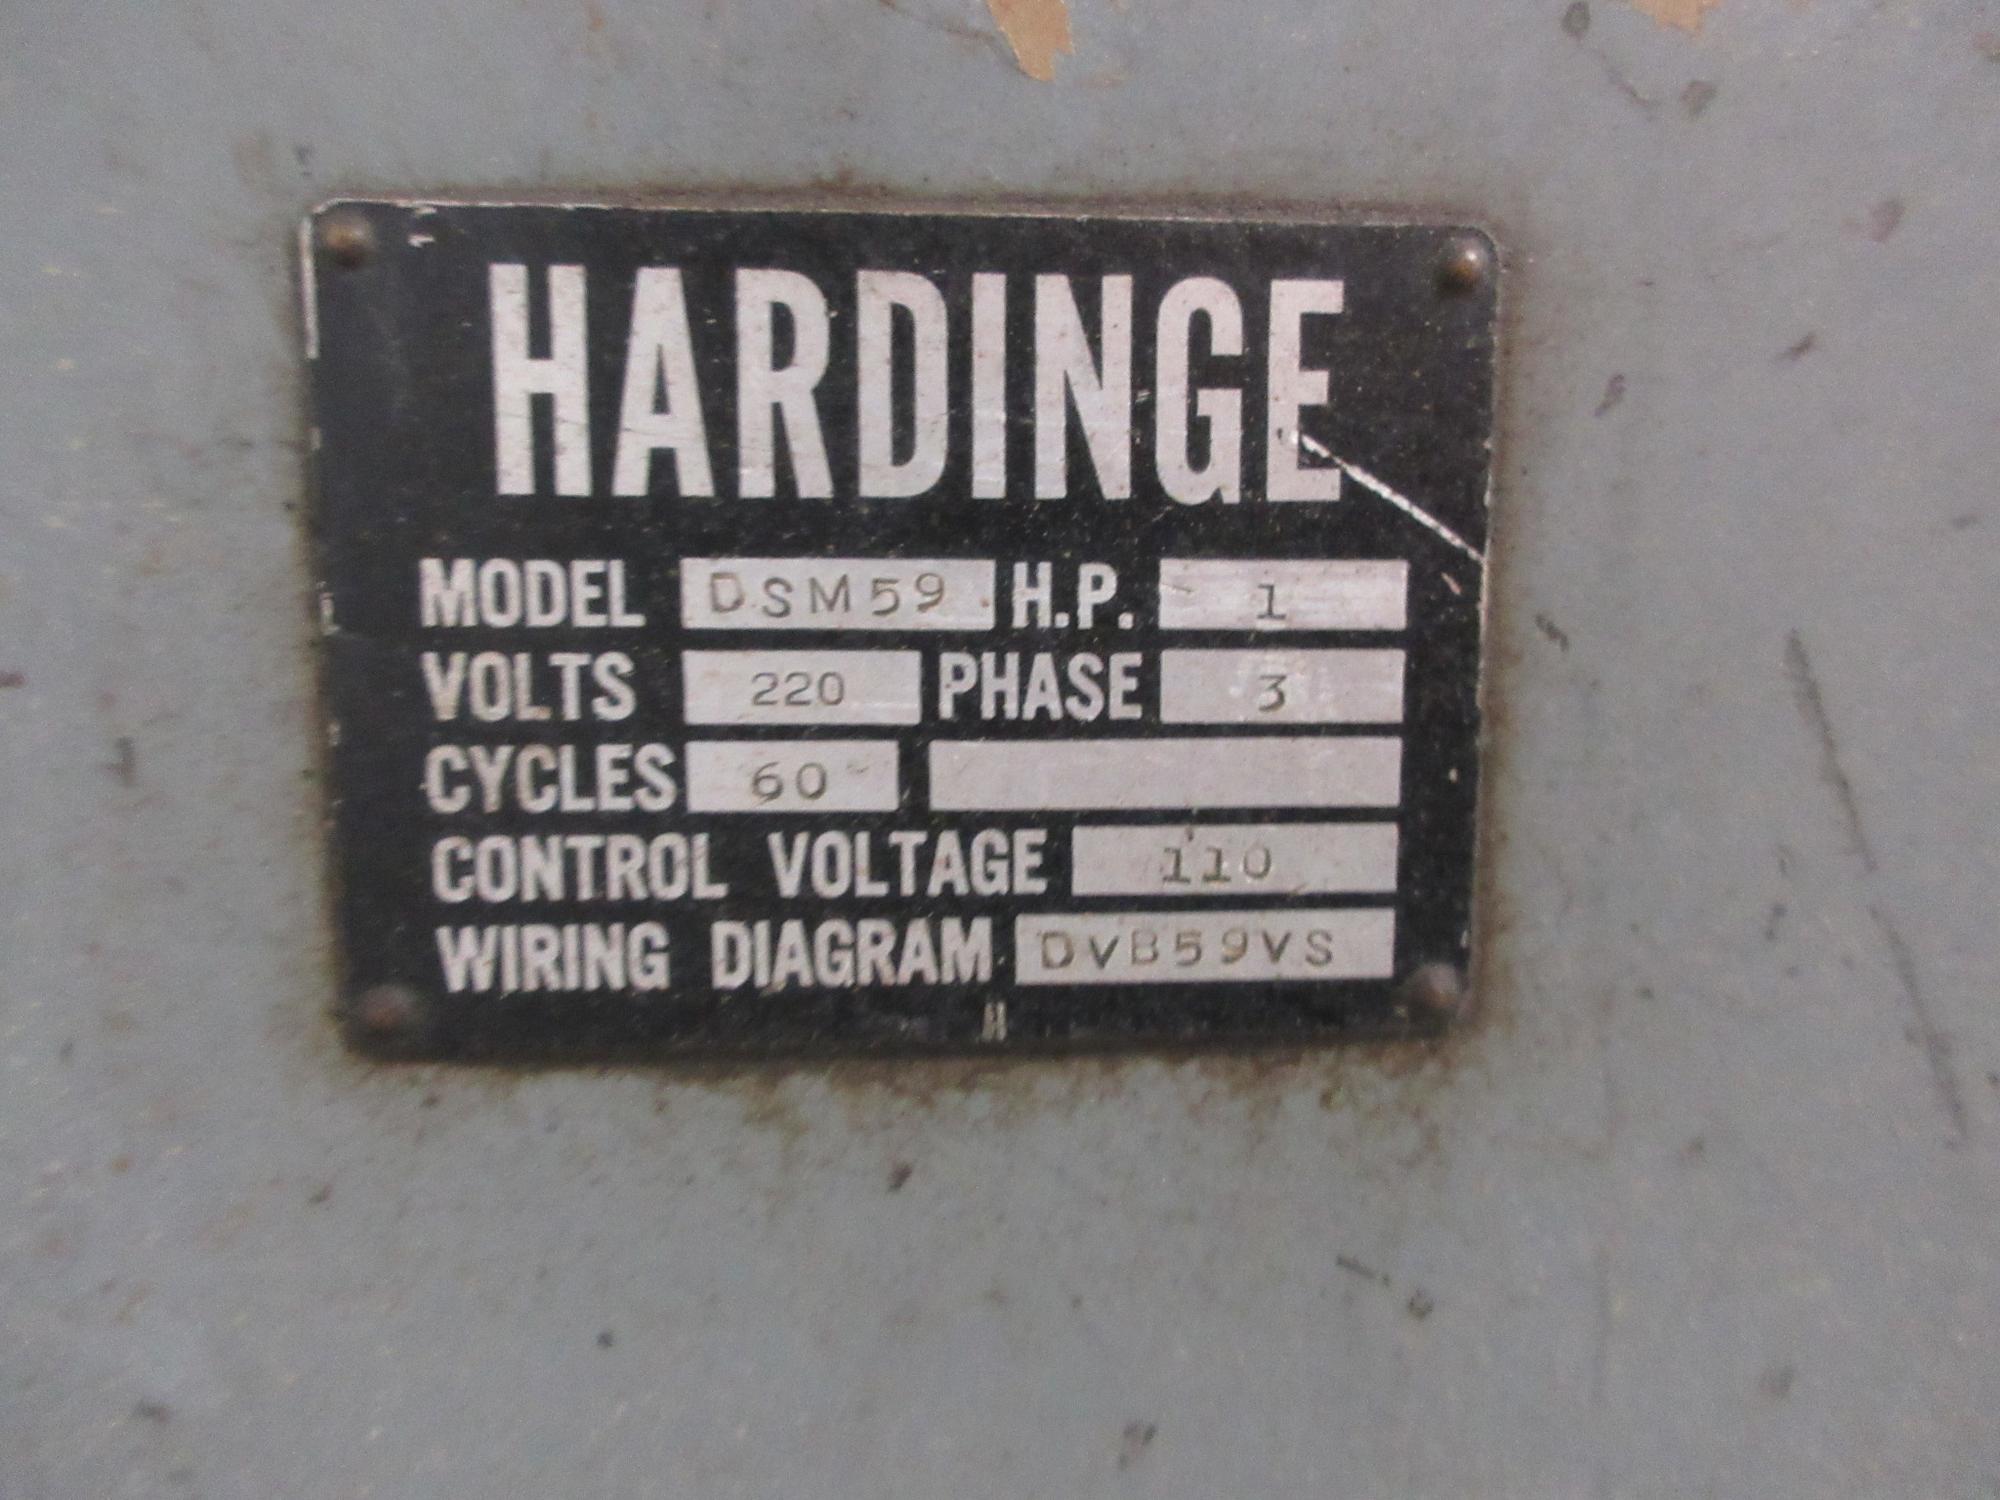 HARDINGE
MODEL DSM59 H.P. 1
VOLTS 220 PHASE 3
CYCLES 60
CONTROL VOLTAGE 110
WIRING DIAGRAM DVB59VS
H